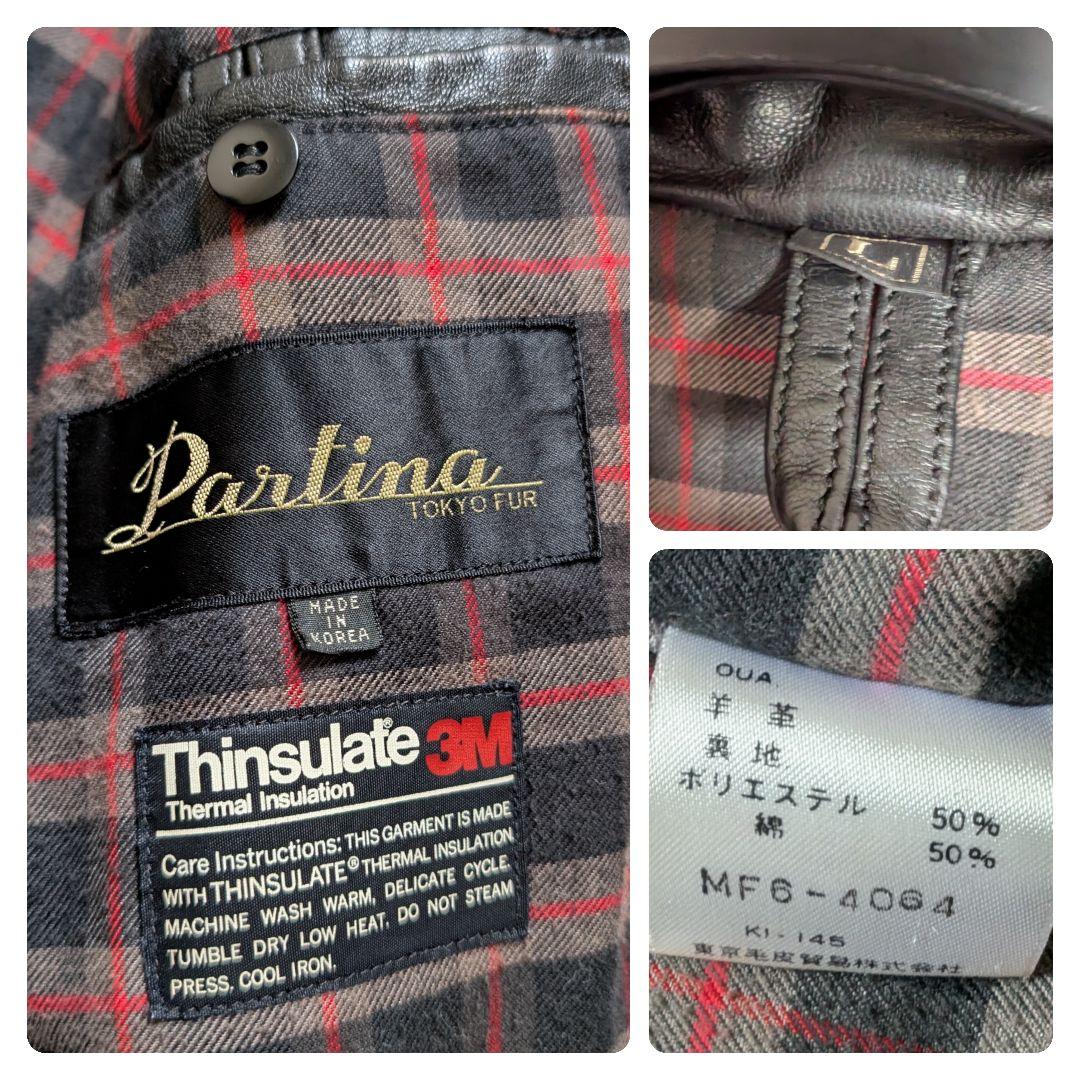 Partina
TOKYO FUR
MADE
IN
KOREA
Thinsulate® 3M
Thermal Insulation
Care Instructions: THIS GARMENT IS MADE
WITH THINSULATE® THERMAL INSULATION
MACHINE WASH WARM, DELICATE CYCLE.
TUMBLE DRY LOW HEAT. DO NOT STEAM
PRESS, COOL IRON.
L
OUA
羊 革
裏 地
ポリエステル 50%
綿 50%
MF6-4064
KI-145
東京毛皮貿易株式会社